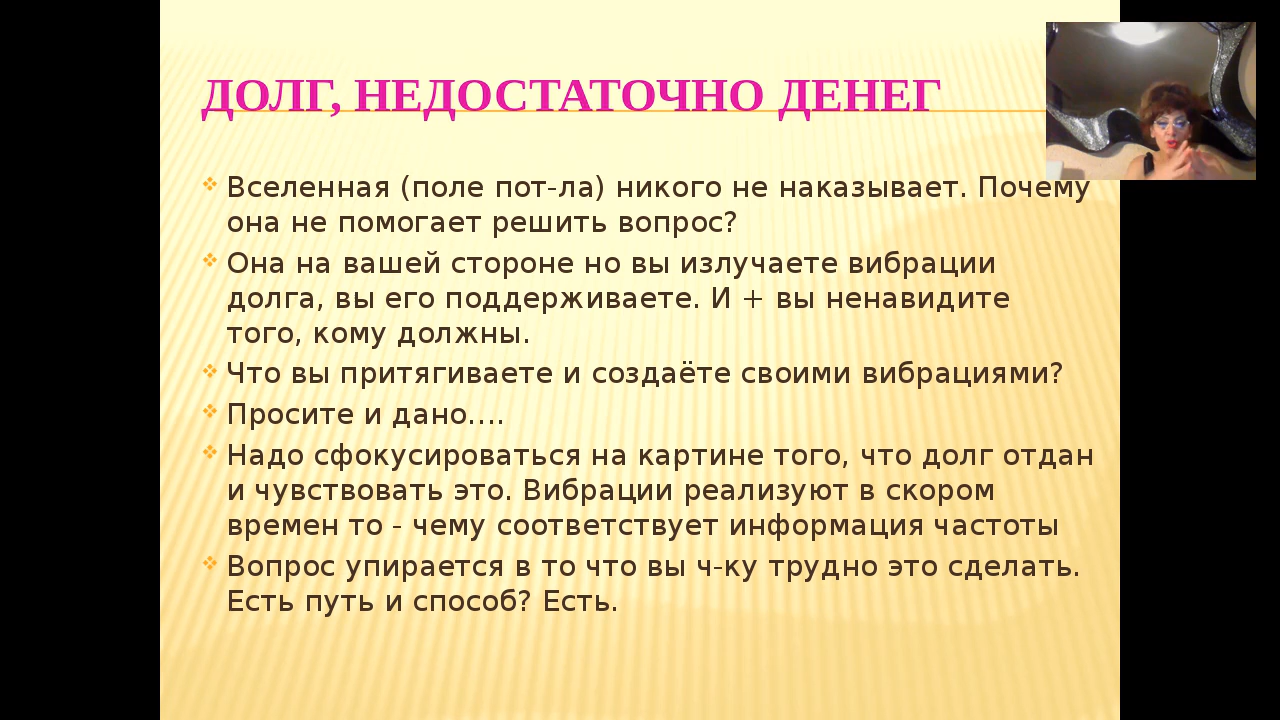 ДОЛГ, НЕДОСТАТОЧНО ДЕНЕГ
Вселенная (поле пот-ла) никого не наказывает. Почему
она не помогает решить вопрос?
Она на вашей стороне но вы излучаете вибрации
долга, вы его поддерживаете. И + вы ненавидите
того, кому должны.
Что вы притягиваете и создаёте своими вибрациями?
Просите и дано….
Надо сфокусироваться на картине того, что долг отдан
и чувствовать это. Вибрации реализуют в скором
времен то - чему соответствует информация частоты
Вопрос упирается в то что вы ч-ку трудно это сделать.
Есть путь и способ? Есть.